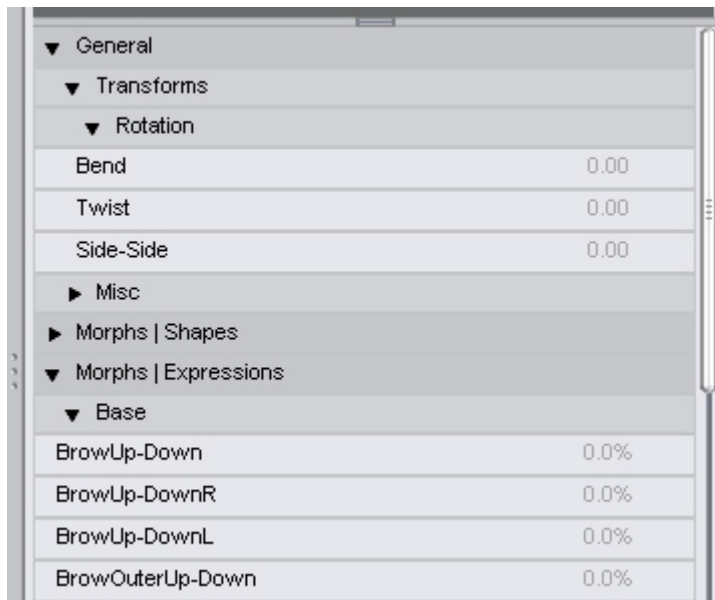 General
Transforms
Rotation
Bend 0.00
Twist 0.00
Side-Side 0.00
Misc
Morphs | Shapes
Morphs | Expressions
Base
BrowUp-Down 0.0%
BrowUp-DownR 0.0%
BrowUp-DownL 0.0%
BrowOuterUp-Down 0.0%